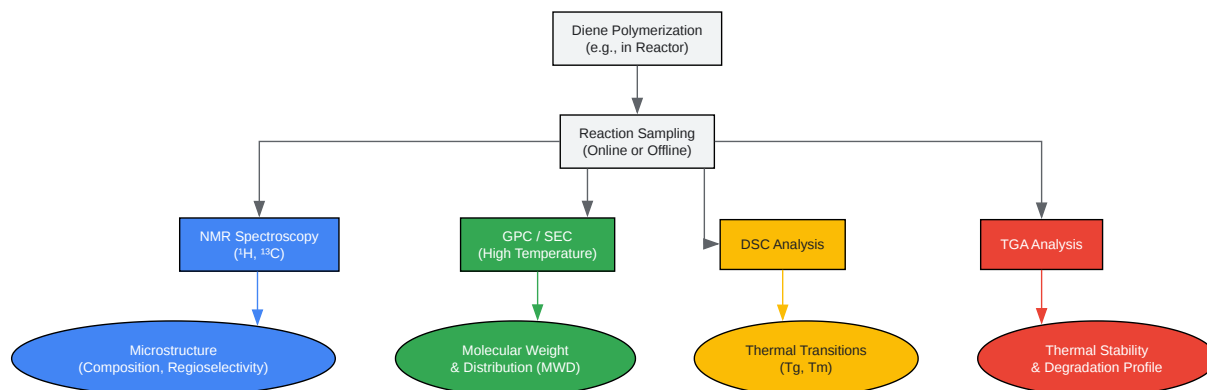 Diene Polymerization
(e.g., in Reactor)
Reaction Sampling
(Online or Offline)
NMR Spectroscopy
(¹H, ¹³C)
GPC / SEC
(High Temperature)
DSC Analysis
TGA Analysis
Microstructure
(Composition, Regioselectivity)
Molecular Weight
& Distribution (MWD)
Thermal Transitions
(Tg, Tm)
Thermal Stability
& Degradation Profile